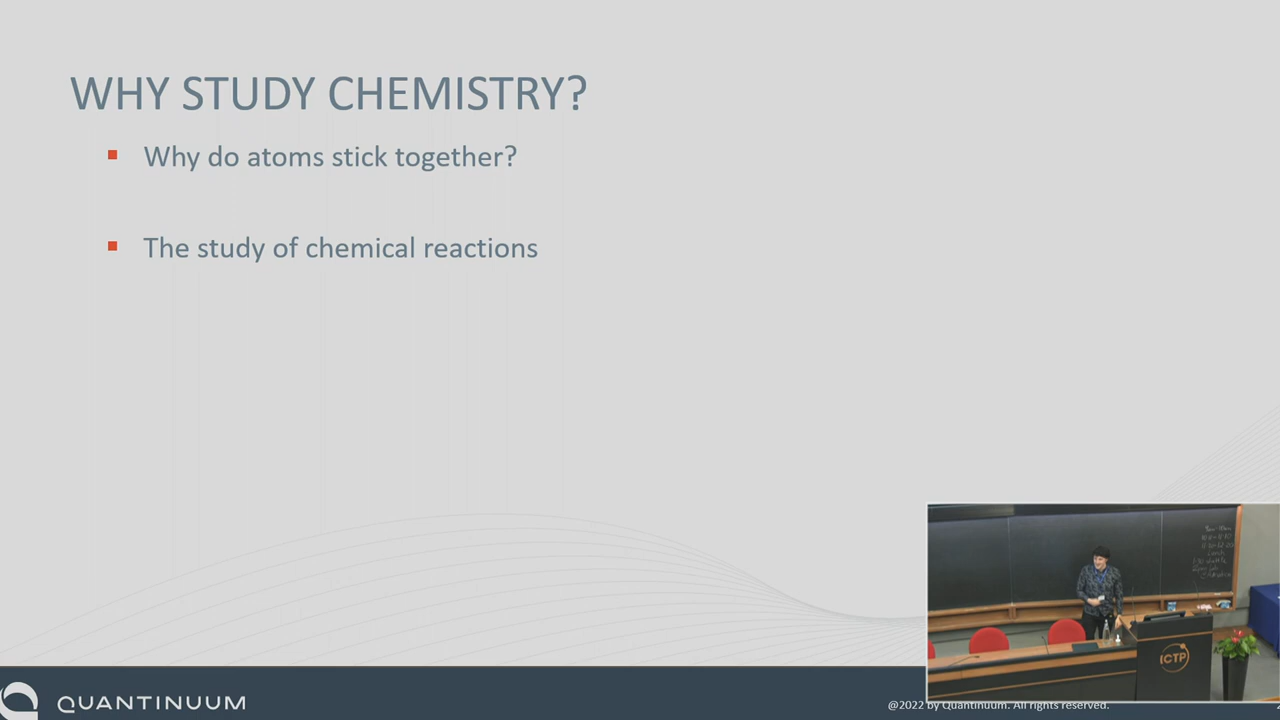 WHY STUDY CHEMISTRY?
Why do atoms stick together?
The study of chemical reactions
QUANTINUUM
@2022 by Quantinuum. All rights reserved.
ICTP